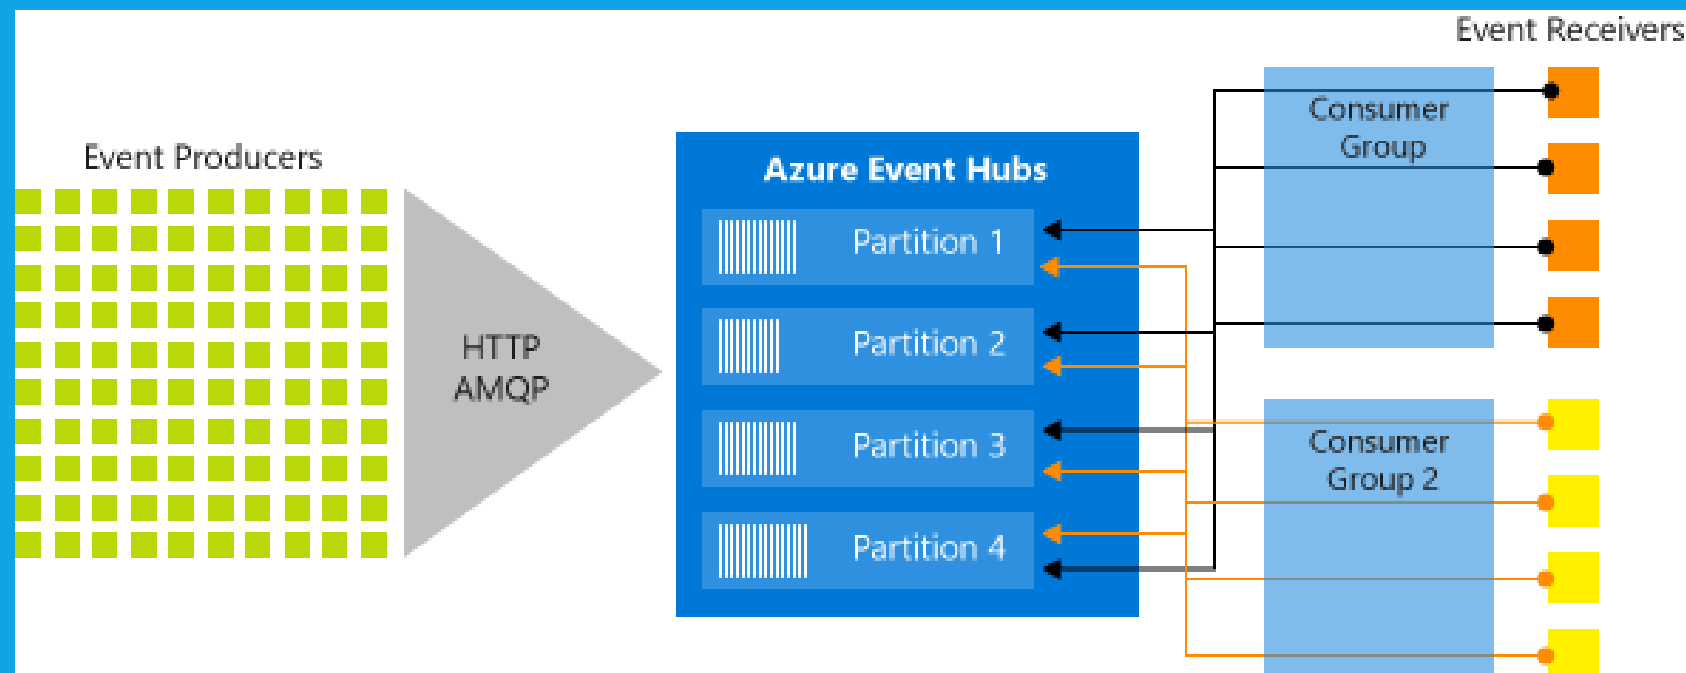 Event Receivers
Event Producers
HTTP
AMQP
Azure Event Hubs
Partition 1
Partition 2
Partition 3
Partition 4
Consumer
Group
Consumer
Group 2